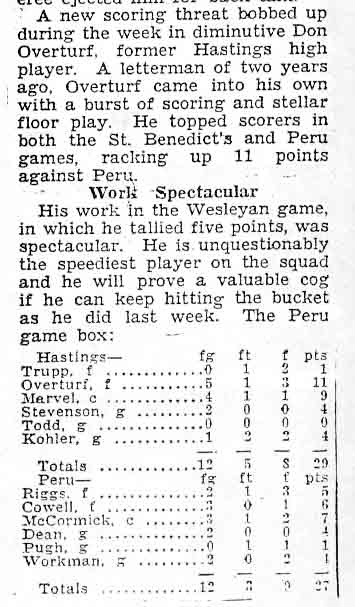 ejected him for back talk.
A new scoring threat bobbed up
during the week in diminutive Don
Overturf, former Hastings high
player. A letterman of two years
ago, Overturf came into his own
with a burst of scoring and stellar
floor play. He topped scorers in
both the St. Benedict's and Peru
games, racking up 11 points
against Peru.
Work Spectacular
His work in the Wesleyan game,
in which he tallied five points, was
spectacular. He is unquestionably
the speediest player on the squad
and he will prove a valuable cog
if he can keep hitting the bucket
as he did last week. The Peru
game box:
Hastings— fg ft f pts
Trupp, f ............0 1 2 1
Overturf, f .........5 1 3 11
Marvel, c ...........4 1 1 9
Stevenson, g ........2 0 0 4
Todd, g .............0 0 0 0
Kohler, g ...........1 2 2 4
Totals .............12 5 8 29
Peru— fg ft f pts
Riggs, f ............2 1 3 5
Cowell, f ...........3 0 1 6
McCormick, c ........3 1 2 7
Dean, g .............2 0 0 4
Pugh, g .............0 1 1 1
Workman, g ..........2 0 2 4
Totals .............12 3 9 27